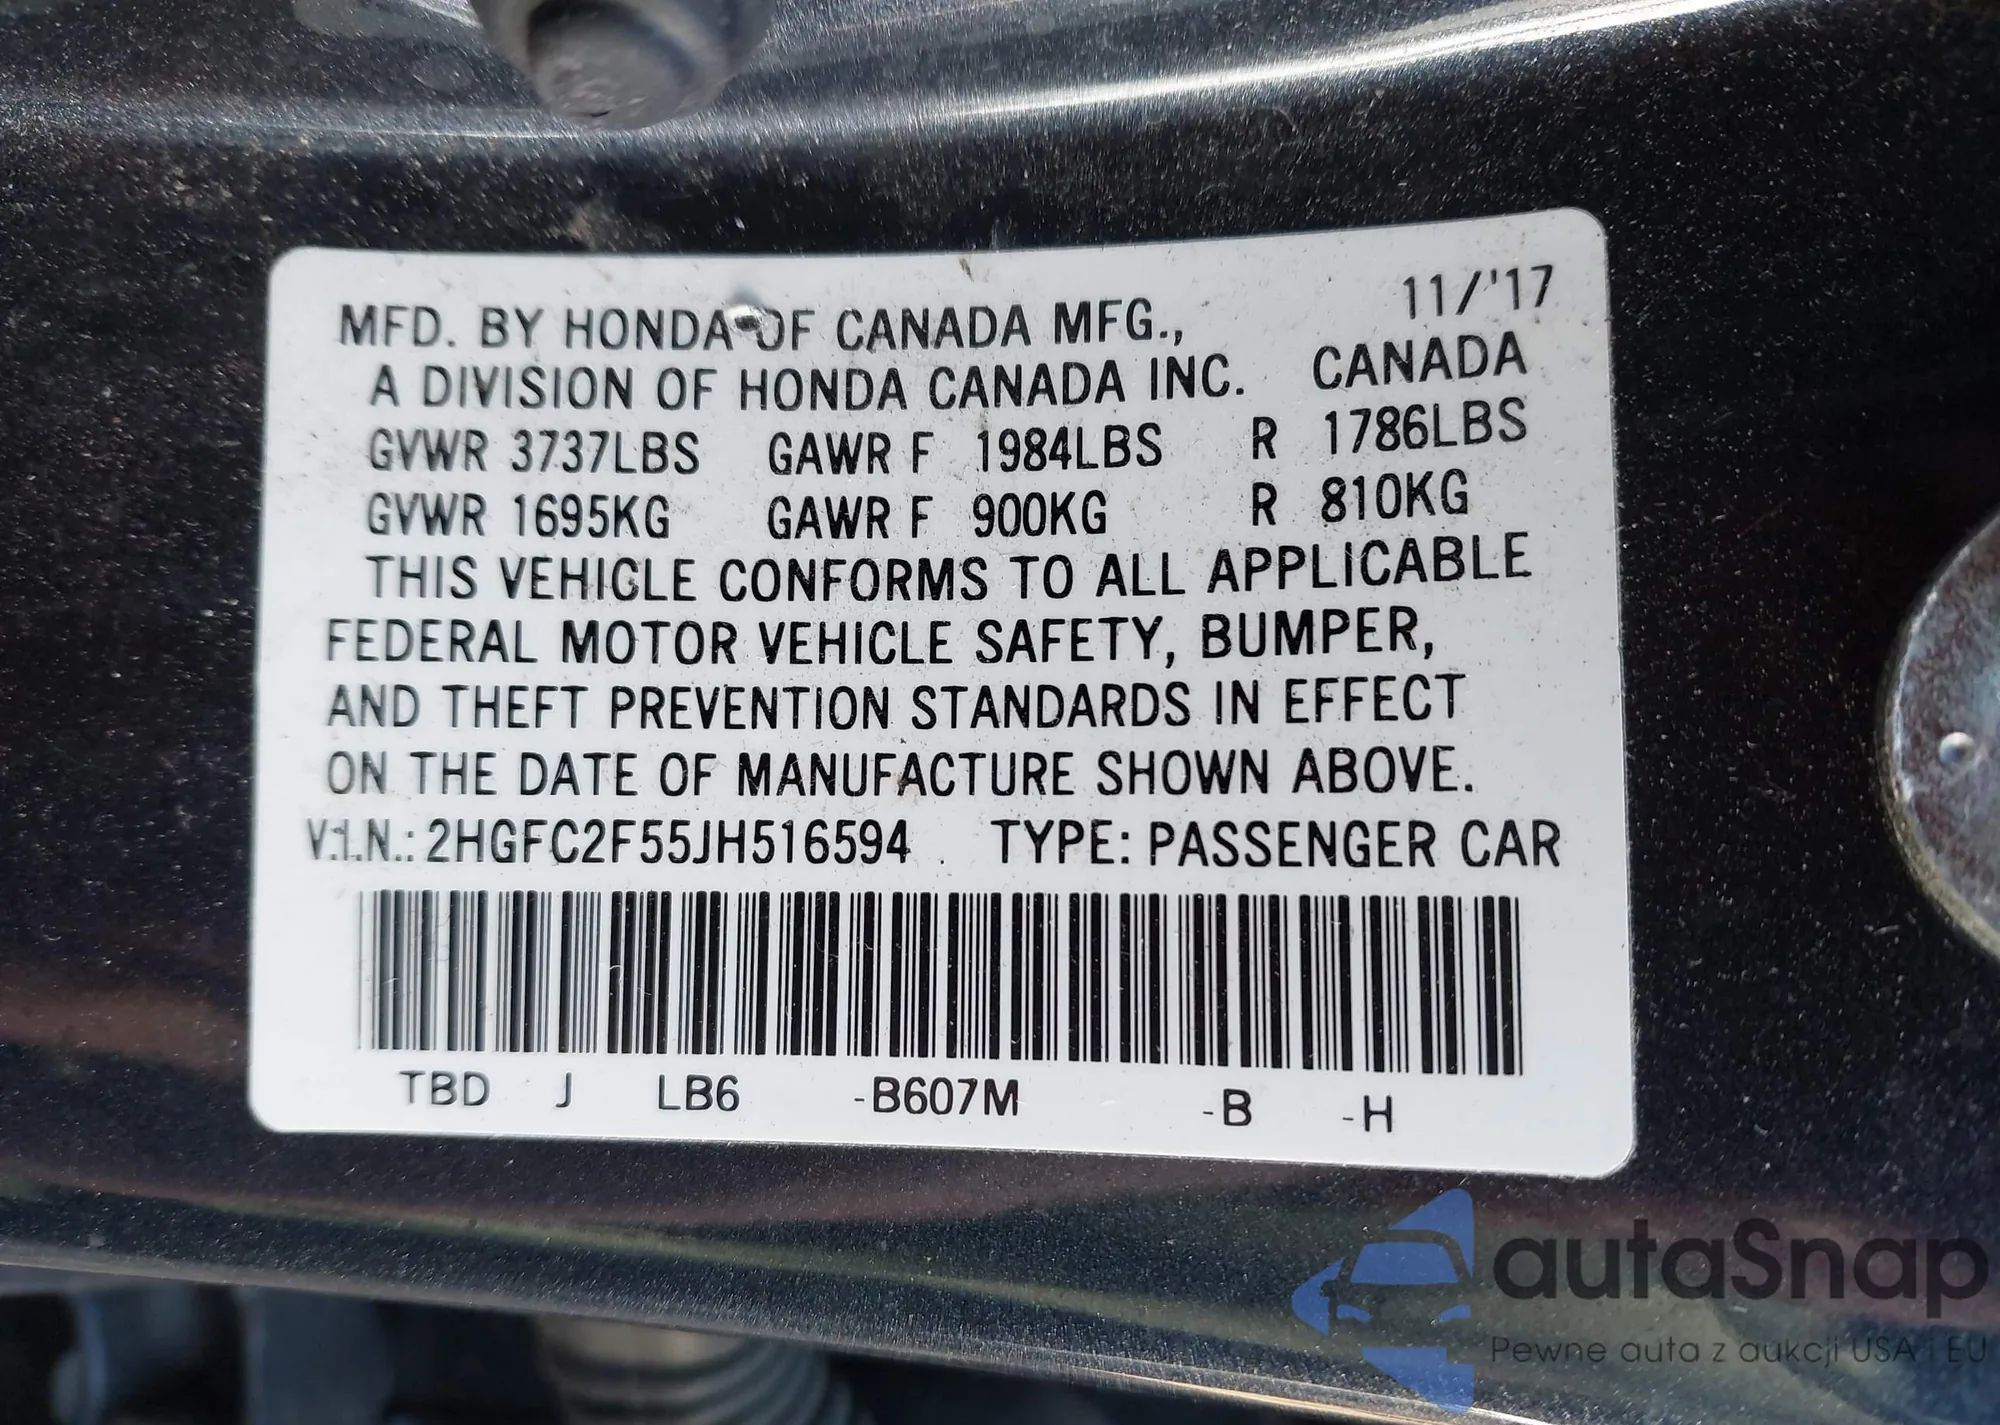 11/'17
MFD. BY HONDA OF CANADA MFG.,
A DIVISION OF HONDA CANADA INC. CANADA
GVWR 3737LBS GAWR F 1984LBS R 1786LBS
GVWR 1695KG GAWR F 900KG R 810KG
THIS VEHICLE CONFORMS TO ALL APPLICABLE
FEDERAL MOTOR VEHICLE SAFETY, BUMPER,
AND THEFT PREVENTION STANDARDS IN EFFECT
ON THE DATE OF MANUFACTURE SHOWN ABOVE.
V.I.N.: 2HGFC2F55JH516594 TYPE: PASSENGER CAR
TBD J LB6 -B607M -B -H
autaSnap
Pewne auta z aukcji USA i EU